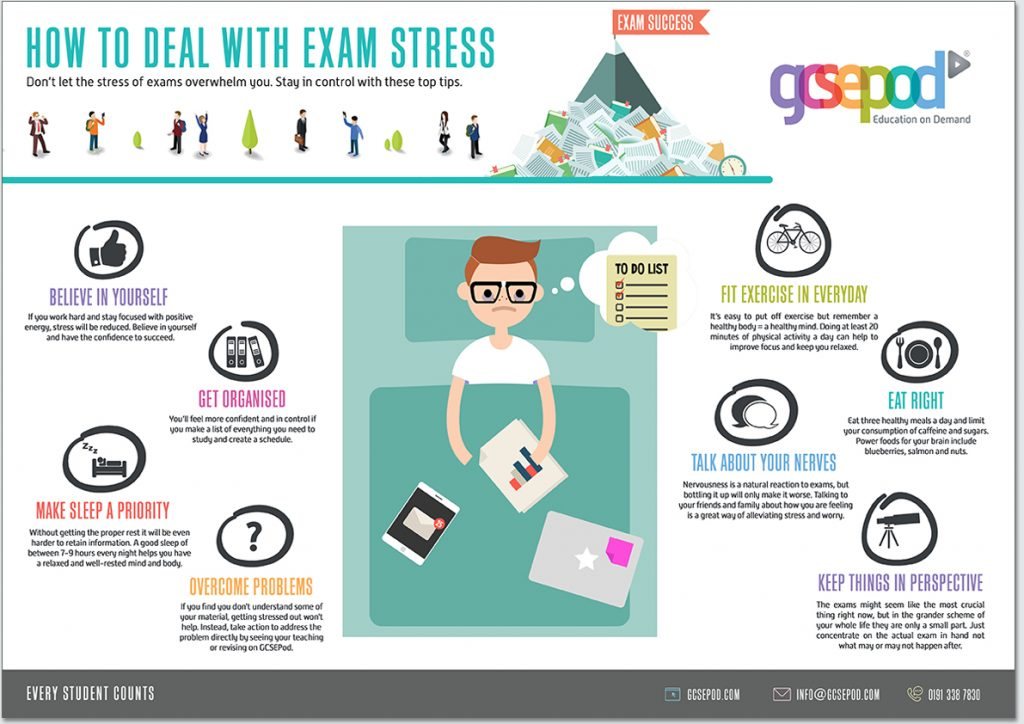 HOW TO DEAL WITH EXAM STRESS
Don't let the stress of exams overwhelm you. Stay in control with these top tips.
EXAM SUCCESS
gcsepod®
Education on Demand
BELIEVE IN YOURSELF
If you work hard and stay focused with positive
energy, stress will be reduced. Believe in yourself
and have the confidence to succeed.
GET ORGANISED
You'll feel more confident and in control if
you make a list of everything you need to
study and create a schedule.
zzz
MAKE SLEEP A PRIORITY
Without getting the proper rest it will be even
harder to retain information. A good sleep of
between 7-9 hours every night helps you have
a relaxed and well-rested mind and body.
?
OVERCOME PROBLEMS
If you find you don't understand some of
your material, getting stressed out won't
help. Instead, take action to address the
problem directly by seeing your teaching
or revising on GCSEPod.
TO DO LIST
25
FIT EXERCISE IN EVERYDAY
It's easy to put off exercise but remember a
healthy body = a healthy mind. Doing at least 20
minutes of physical activity a day can help to
improve focus and keep you relaxed.
EAT RIGHT
Eat three healthy meals a day and limit
your consumption of caffeine and sugars.
Power foods for your brain include
blueberries, salmon and nuts.
TALK ABOUT YOUR NERVES
Nervousness is a natural reaction to exams, but
bottling it up will only make it worse. Talking to
your friends and family about how you are feeling
is a great way of alleviating stress and worry.
KEEP THINGS IN PERSPECTIVE
The exams might seem like the most crucial
thing right now, but in the grander scheme of
your whole life they are only a small part. Just
concentrate on the actual exam in hand not
what may or may not happen after.
EVERY STUDENT COUNTS
GCSEPOD.COM
INFO@GCSEPOD.COM
0191 338 7830